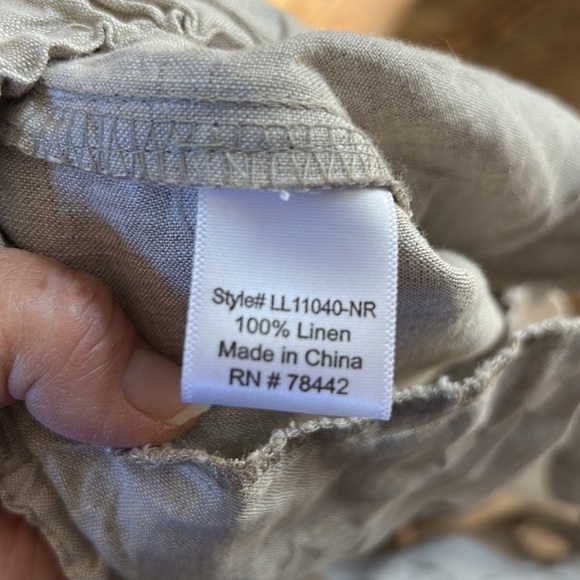 Style# LL11040-NR
100% Linen
Made in China
RN # 78442